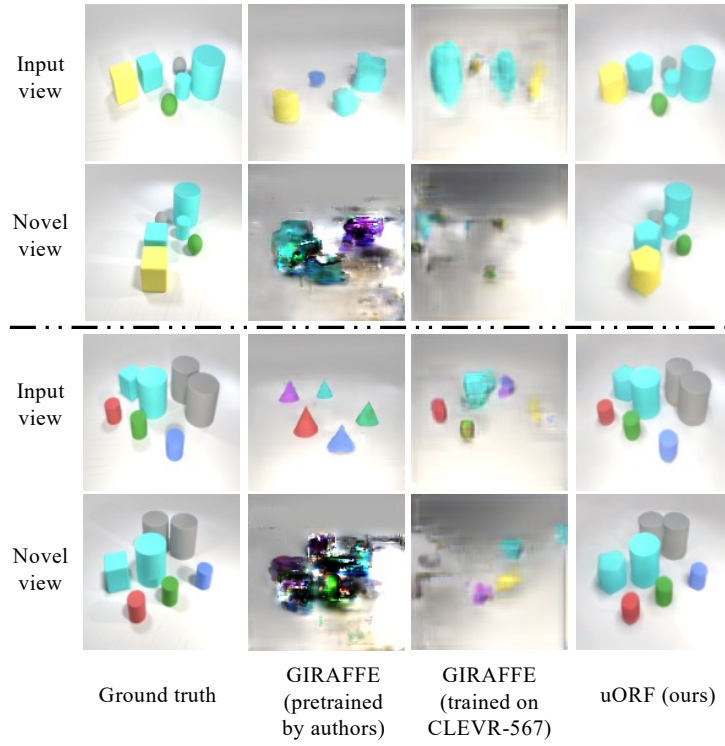 Input
view
Novel
view
Input
view
Novel
view
Ground truth
GIRAFFE
(pretrained
by authors)
GIRAFFE
(trained on
CLEVR-567)
uORF (ours)